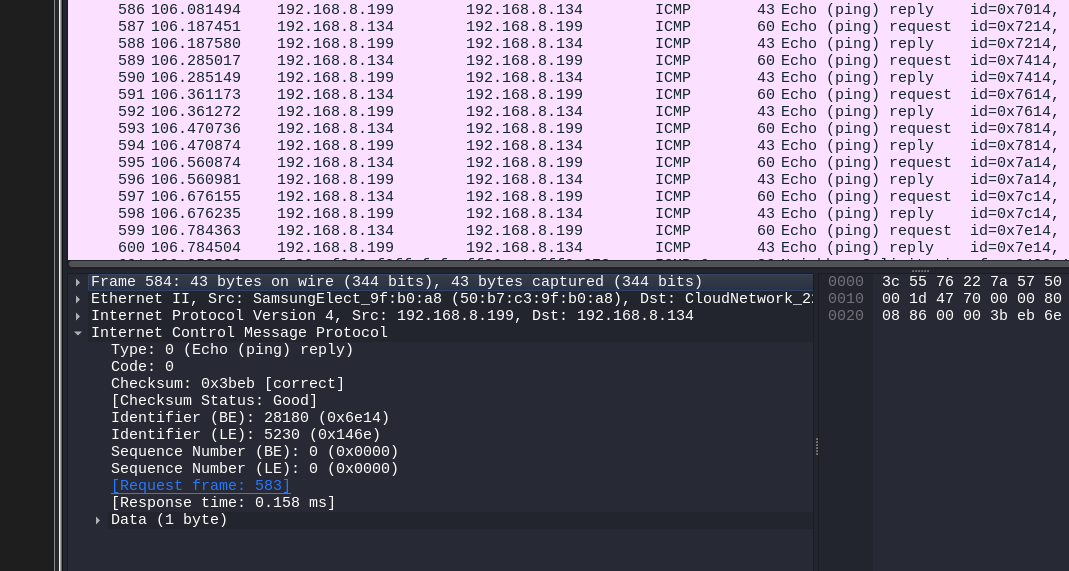 586 106.081494 192.168.8.199 192.168.8.134 ICMP 43 Echo (ping) reply id=0x7014,
587 106.187451 192.168.8.134 192.168.8.199 ICMP 60 Echo (ping) request id=0x7214,
588 106.187580 192.168.8.199 192.168.8.134 ICMP 43 Echo (ping) reply id=0x7214,
589 106.285017 192.168.8.134 192.168.8.199 ICMP 60 Echo (ping) request id=0x7414,
590 106.285149 192.168.8.199 192.168.8.134 ICMP 43 Echo (ping) reply id=0x7414,
591 106.361173 192.168.8.134 192.168.8.199 ICMP 60 Echo (ping) request id=0x7614,
592 106.361272 192.168.8.199 192.168.8.134 ICMP 43 Echo (ping) reply id=0x7614,
593 106.470736 192.168.8.134 192.168.8.199 ICMP 60 Echo (ping) request id=0x7814,
594 106.470874 192.168.8.199 192.168.8.134 ICMP 43 Echo (ping) reply id=0x7814,
595 106.560874 192.168.8.134 192.168.8.199 ICMP 60 Echo (ping) request id=0x7a14,
596 106.560981 192.168.8.199 192.168.8.134 ICMP 43 Echo (ping) reply id=0x7a14,
597 106.676155 192.168.8.134 192.168.8.199 ICMP 60 Echo (ping) request id=0x7c14,
598 106.676235 192.168.8.199 192.168.8.134 ICMP 43 Echo (ping) reply id=0x7c14,
599 106.784363 192.168.8.134 192.168.8.199 ICMP 60 Echo (ping) request id=0x7e14,
600 106.784504 192.168.8.199 192.168.8.134 ICMP 43 Echo (ping) reply id=0x7e14,
Frame 584: 43 bytes on wire (344 bits), 43 bytes captured (344 bits)
Ethernet II, Src: SamsungElect_9f:b0:a8 (50:b7:c3:9f:b0:a8), Dst: CloudNetwork_22
Internet Protocol Version 4, Src: 192.168.8.199, Dst: 192.168.8.134
Internet Control Message Protocol
Type: 0 (Echo (ping) reply)
Code: 0
Checksum: 0x3beb [correct]
[Checksum Status: Good]
Identifier (BE): 28180 (0x6e14)
Identifier (LE): 5230 (0x146e)
Sequence Number (BE): 0 (0x0000)
Sequence Number (LE): 0 (0x0000)
[Request frame: 583]
[Response time: 0.158 ms]
Data (1 byte)
0000 3c 55 76 22 7a 57 50
0010 00 1d 47 70 00 00 80
0020 08 86 00 00 3b eb 6e